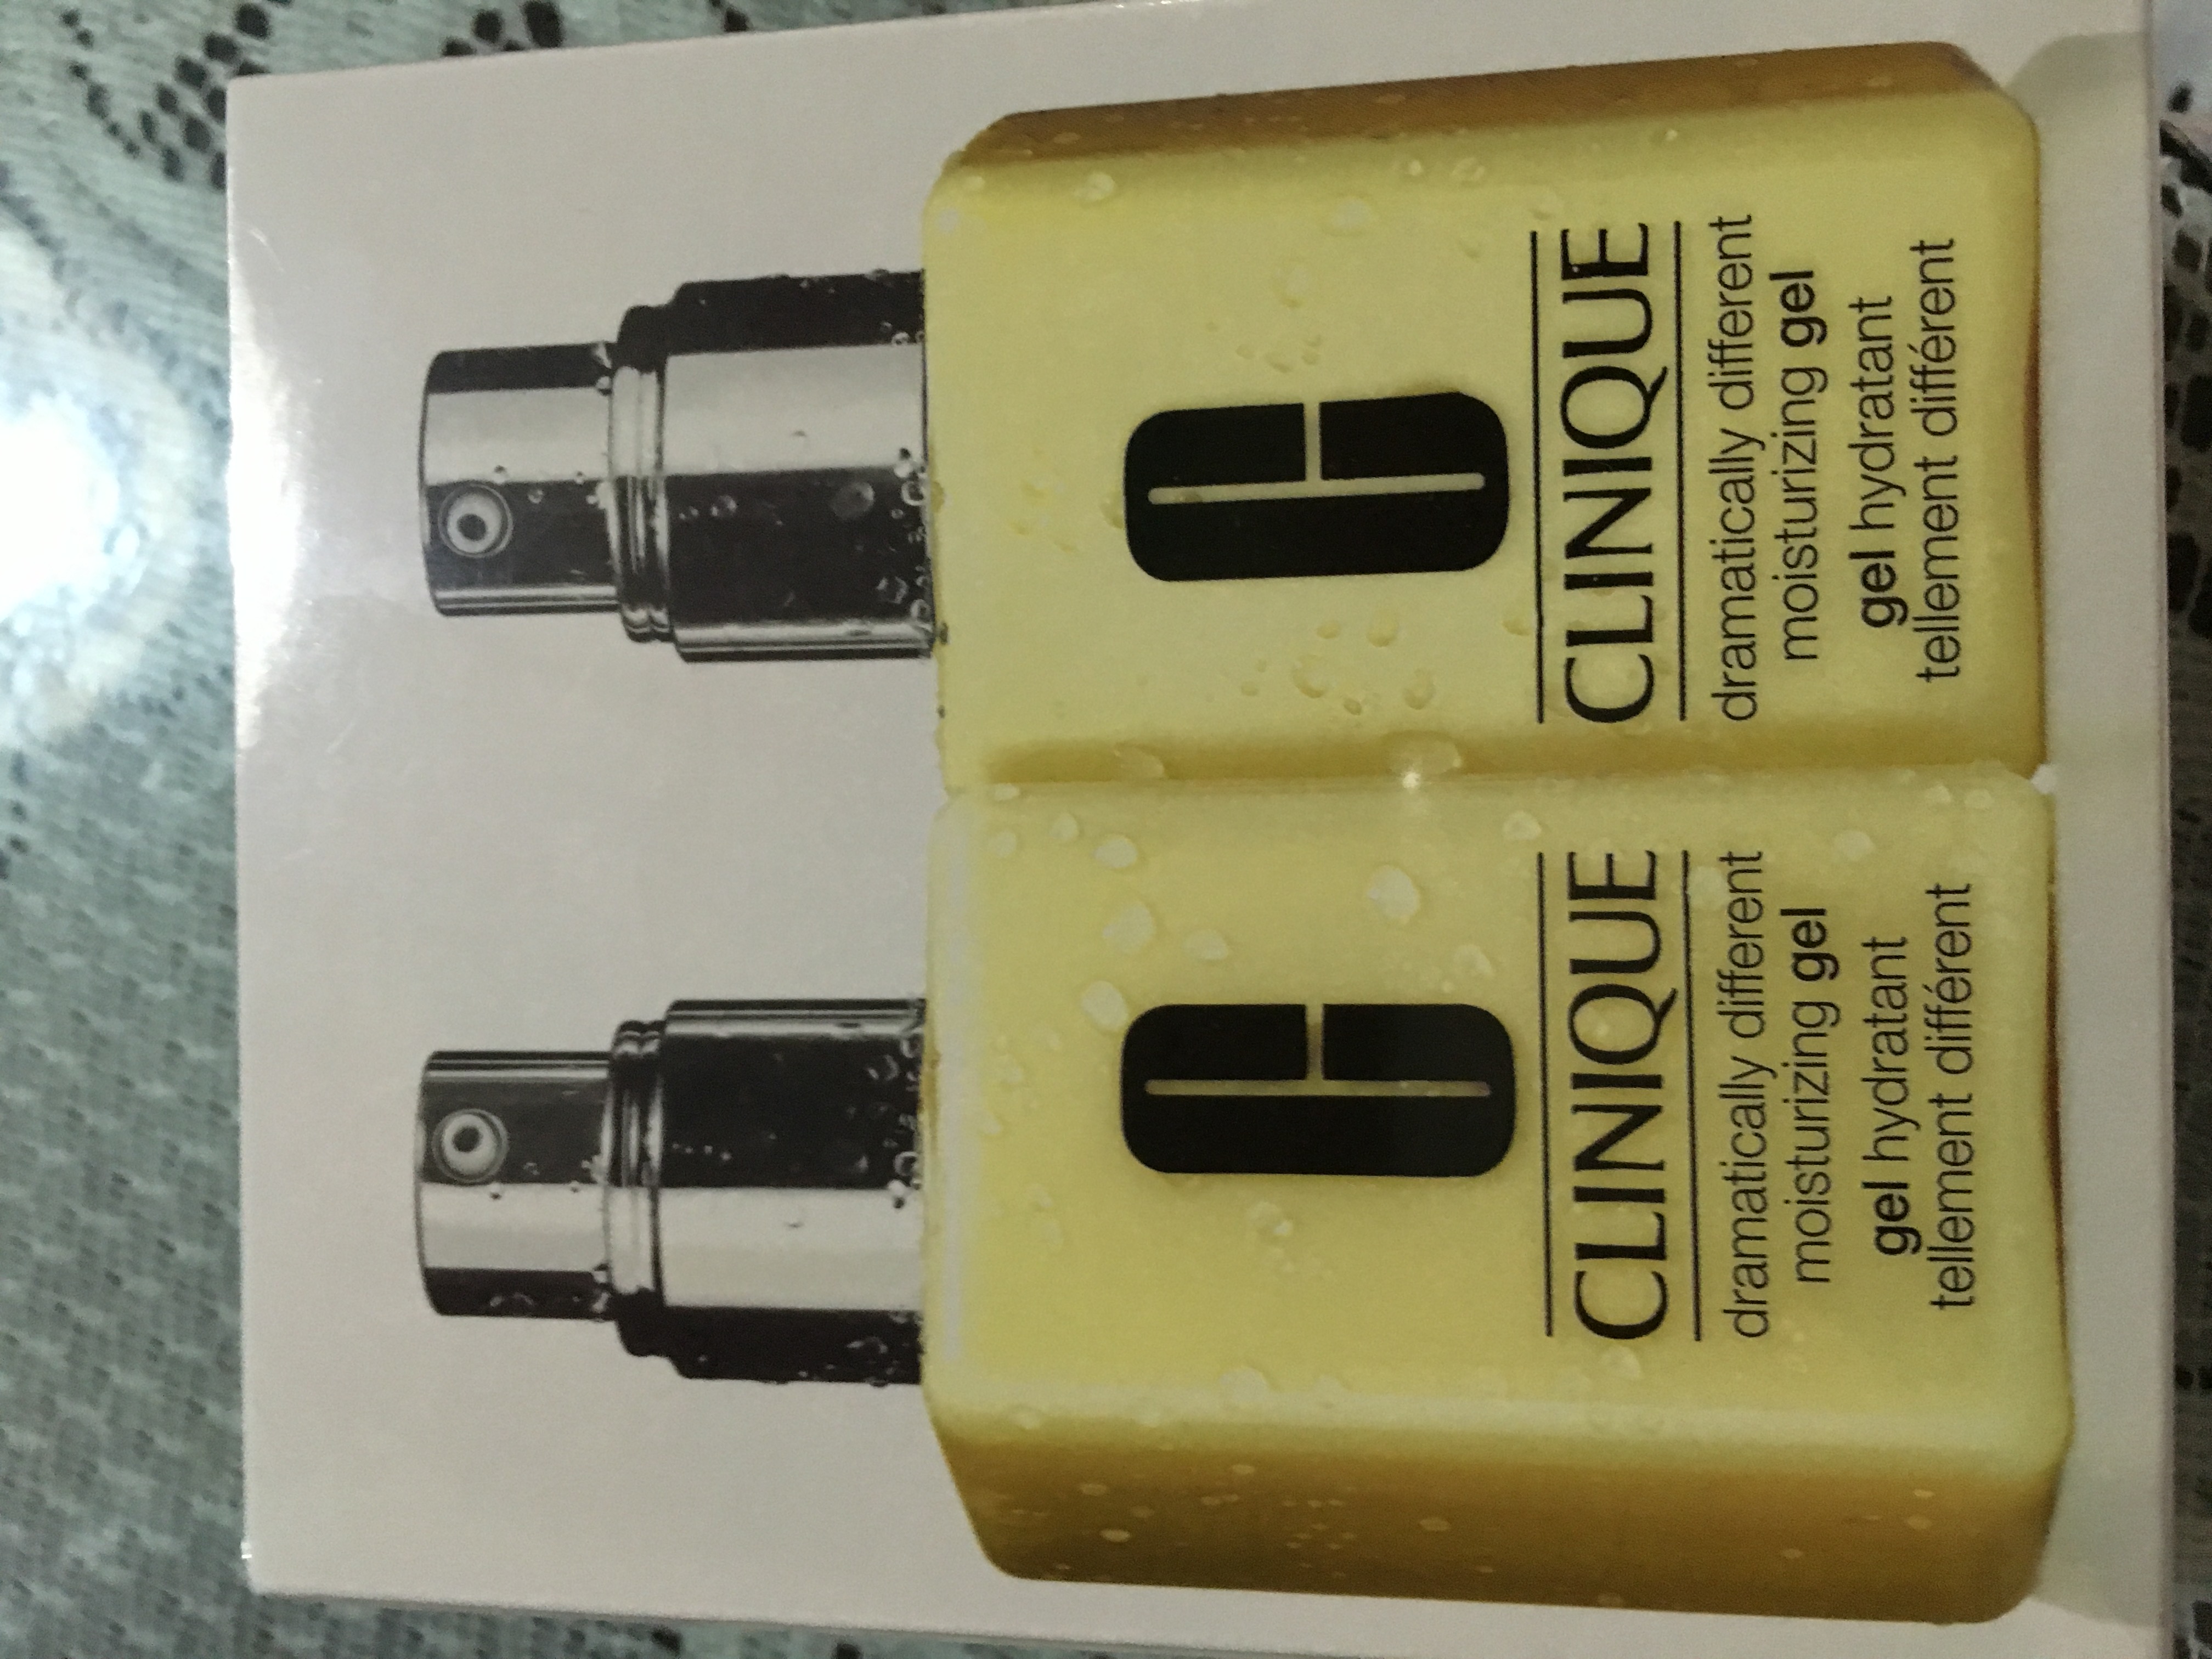 C
CLINIQUE
dramatically different
moisturizing gel
gel hydratant
tellement différent
C
CLINIQUE
dramatically different
moisturizing gel
gel hydratant
tellement différent